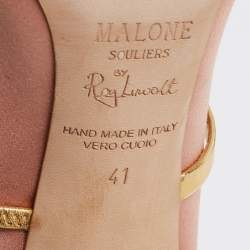 MALONE
SOULIERS
BY
Roy Luwolt
HAND MADE IN ITALY
VERO CUOIO
41